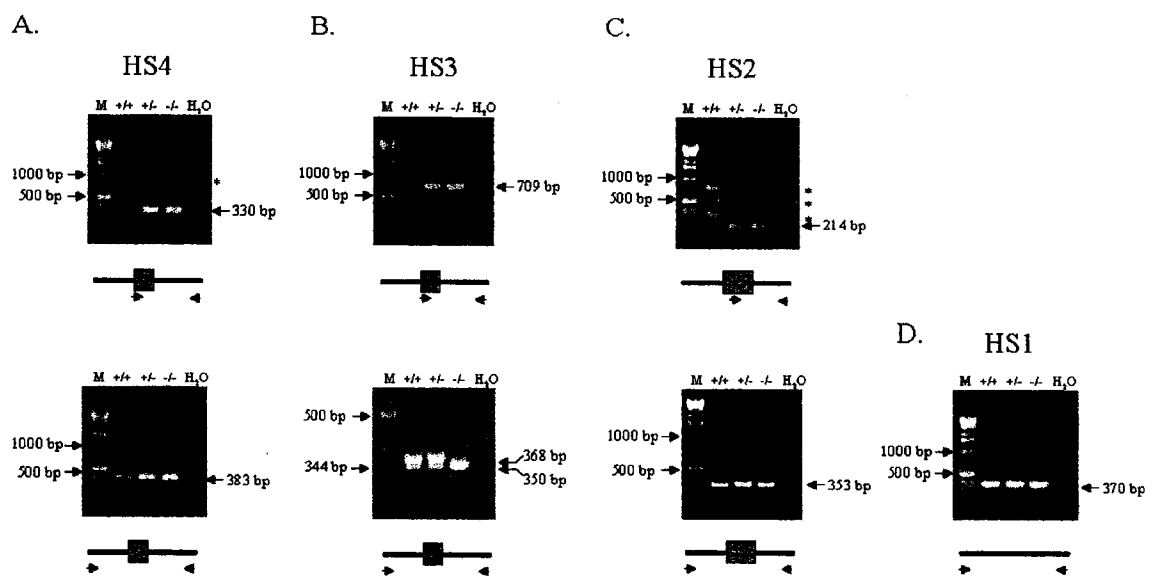 A.
HS4
M +/+ +/- -/- H₂O
1000 bp
500 bp
*
330 bp
B.
HS3
M +/+ +/- -/- H₂O
1000 bp
500 bp
709 bp
C.
HS2
M +/+ +/- -/- H₂O
1000 bp
500 bp
*
*
*
214 bp
M +/+ +/- -/- H₂O
1000 bp
500 bp
383 bp
M +/+ +/- -/- H₂O
500 bp
344 bp
368 bp
350 bp
M +/+ +/- -/- H₂O
1000 bp
500 bp
353 bp
D.
HS1
M +/+ +/- -/- H₂O
1000 bp
500 bp
370 bp